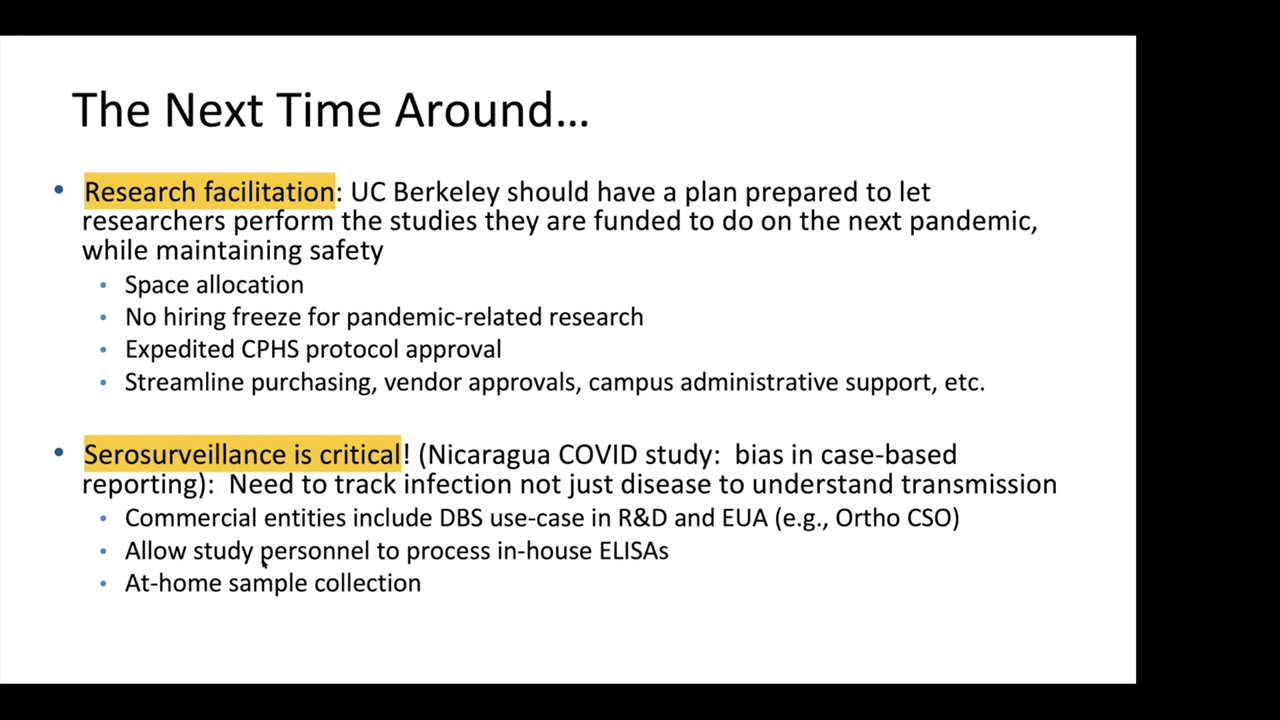 The Next Time Around…
• Research facilitation: UC Berkeley should have a plan prepared to let
researchers perform the studies they are funded to do on the next pandemic,
while maintaining safety
• Space allocation
• No hiring freeze for pandemic-related research
• Expedited CPHS protocol approval
• Streamline purchasing, vendor approvals, campus administrative support, etc.
• Serosurveillance is critical! (Nicaragua COVID study:  bias in case-based
reporting):  Need to track infection not just disease to understand transmission
• Commercial entities include DBS use-case in R&D and EUA (e.g., Ortho CSO)
• Allow study personnel to process in-house ELISAs
• At-home sample collection